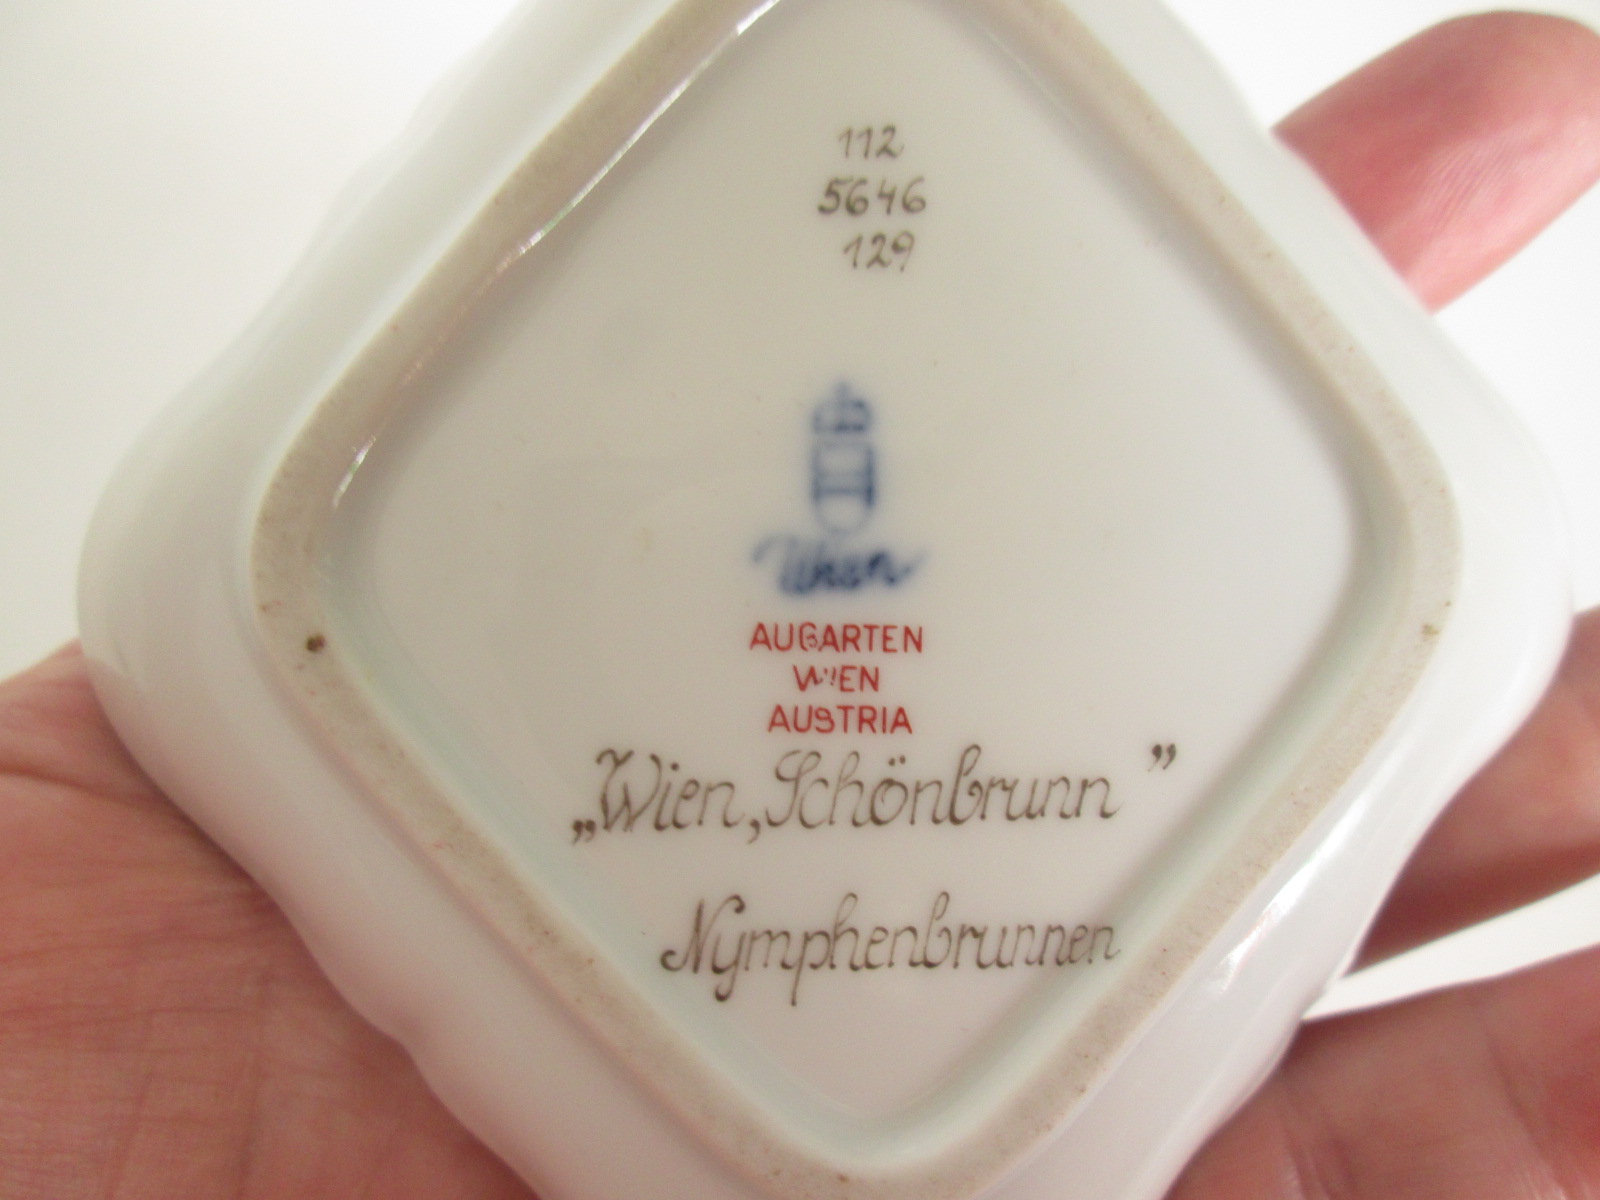 112
5646
129
Wien
AUGARTEN
WIEN
AUSTRIA
„Wien, Schönbrunn”
Nymphenbrunnen